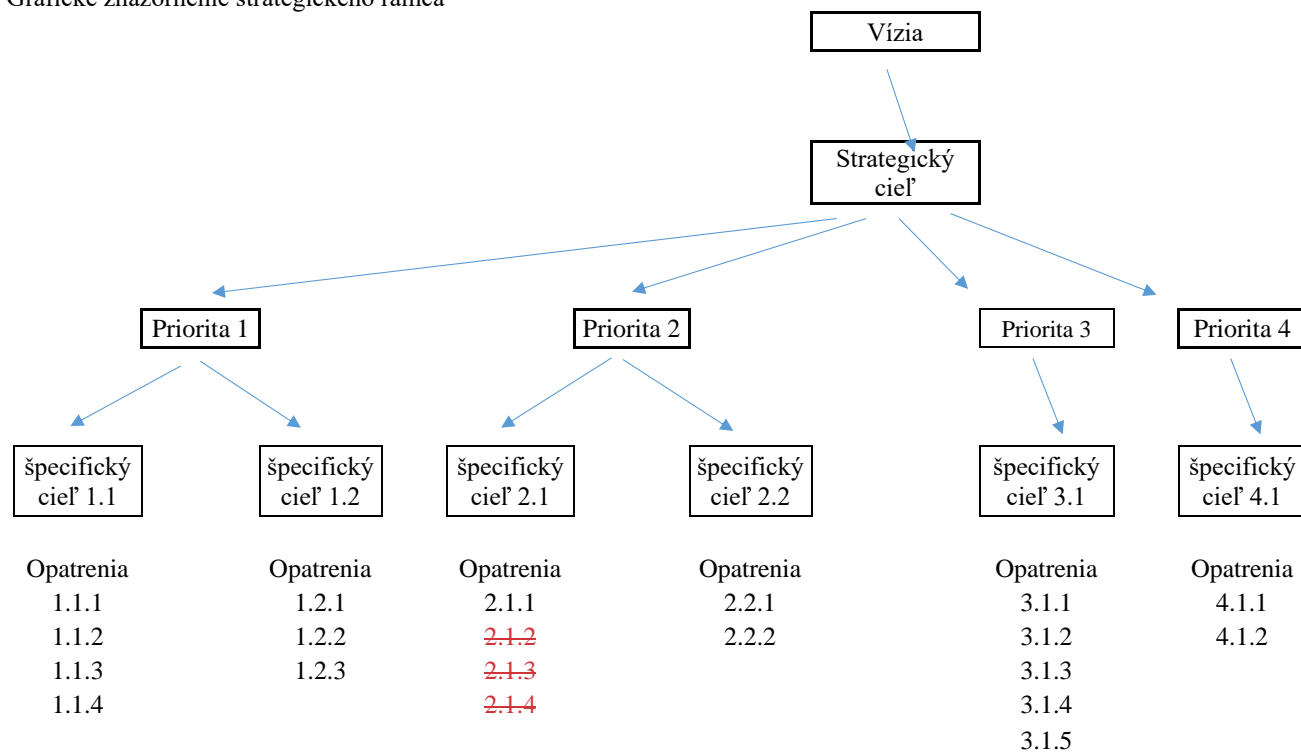 Grafické znázornenie strategického rámca
Vízia
Strategický
cieľ
Priorita 1
Priorita 2
Priorita 3
Priorita 4
špecifický
cieľ 1.1
špecifický
cieľ 1.2
špecifický
cieľ 2.1
špecifický
cieľ 2.2
špecifický
cieľ 3.1
špecifický
cieľ 4.1
Opatrenia
1.1.1
1.1.2
1.1.3
1.1.4
Opatrenia
1.2.1
1.2.2
1.2.3
Opatrenia
2.1.1
2.1.2
2.1.3
2.1.4
Opatrenia
2.2.1
2.2.2
Opatrenia
3.1.1
3.1.2
3.1.3
3.1.4
3.1.5
Opatrenia
4.1.1
4.1.2